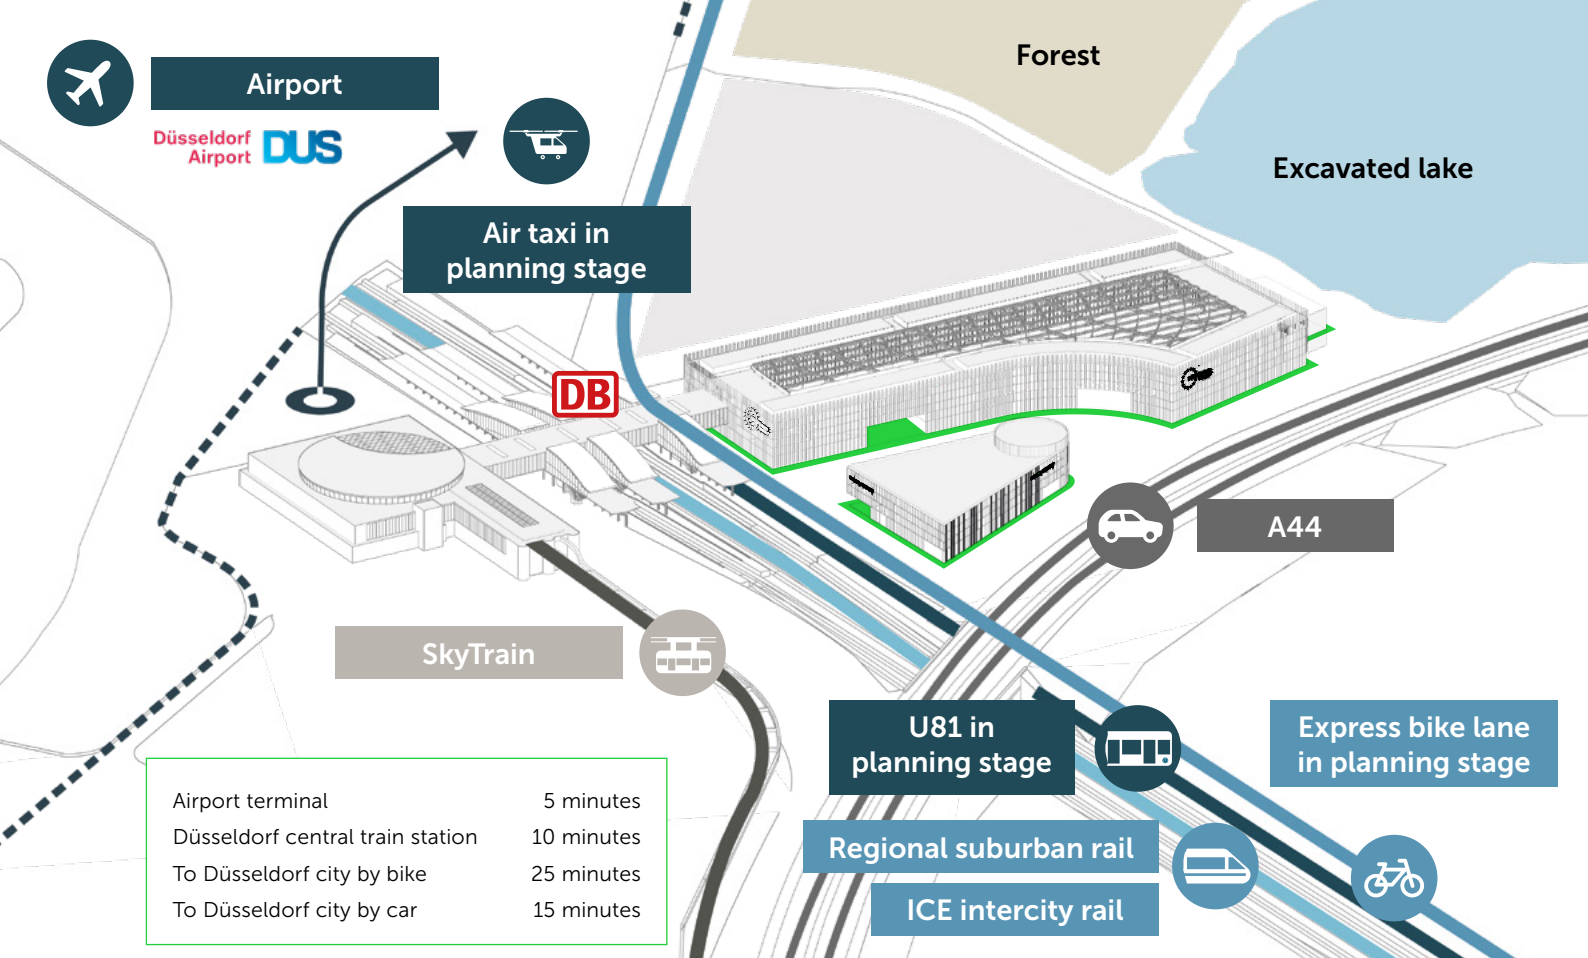 Airport
Düsseldorf
Airport DUS
Air taxi in
planning stage
Forest
Excavated lake
DB
A44
SkyTrain
U81 in
planning stage
Express bike lane
in planning stage
Regional suburban rail
ICE intercity rail
Airport terminal 5 minutes
Düsseldorf central train station 10 minutes
To Düsseldorf city by bike 25 minutes
To Düsseldorf city by car 15 minutes